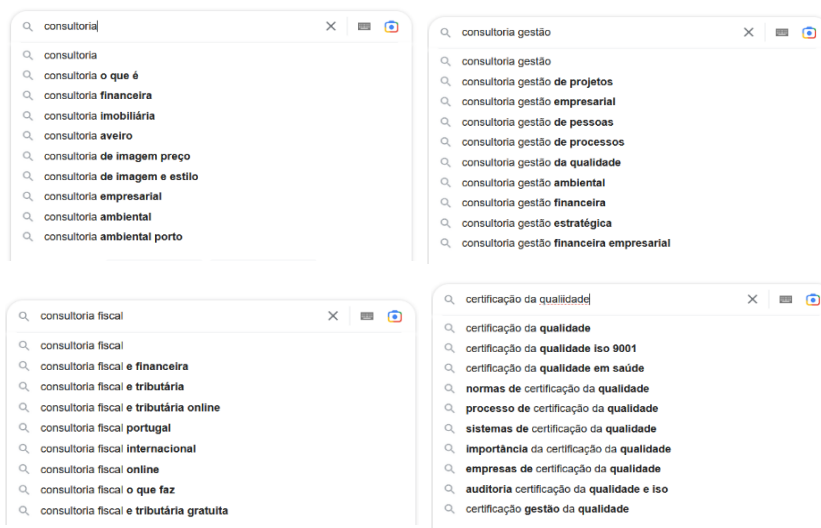 consultoria
consultoria
consultoria o que é
consultoria financeira
consultoria imobiliária
consultoria aveiro
consultoria de imagem preço
consultoria de imagem e estilo
consultoria empresarial
consultoria ambiental
consultoria ambiental porto
consultoria gestão
consultoria gestão
consultoria gestão de projetos
consultoria gestão empresarial
consultoria gestão de pessoas
consultoria gestão de processos
consultoria gestão da qualidade
consultoria gestão ambiental
consultoria gestão financeira
consultoria gestão estratégica
consultoria gestão financeira empresarial
consultoria fiscal
consultoria fiscal
consultoria fiscal e financeira
consultoria fiscal e tributária
consultoria fiscal e tributária online
consultoria fiscal portugal
consultoria fiscal internacional
consultoria fiscal online
consultoria fiscal o que faz
consultoria fiscal e tributária gratuita
certificação da qualiidade
certificação da qualidade
certificação da qualidade iso 9001
certificação da qualidade em saúde
normas de certificação da qualidade
processo de certificação da qualidade
sistemas de certificação da qualidade
importância da certificação da qualidade
empresas de certificação da qualidade
auditoria certificação da qualidade e iso
certificação gestão da qualidade